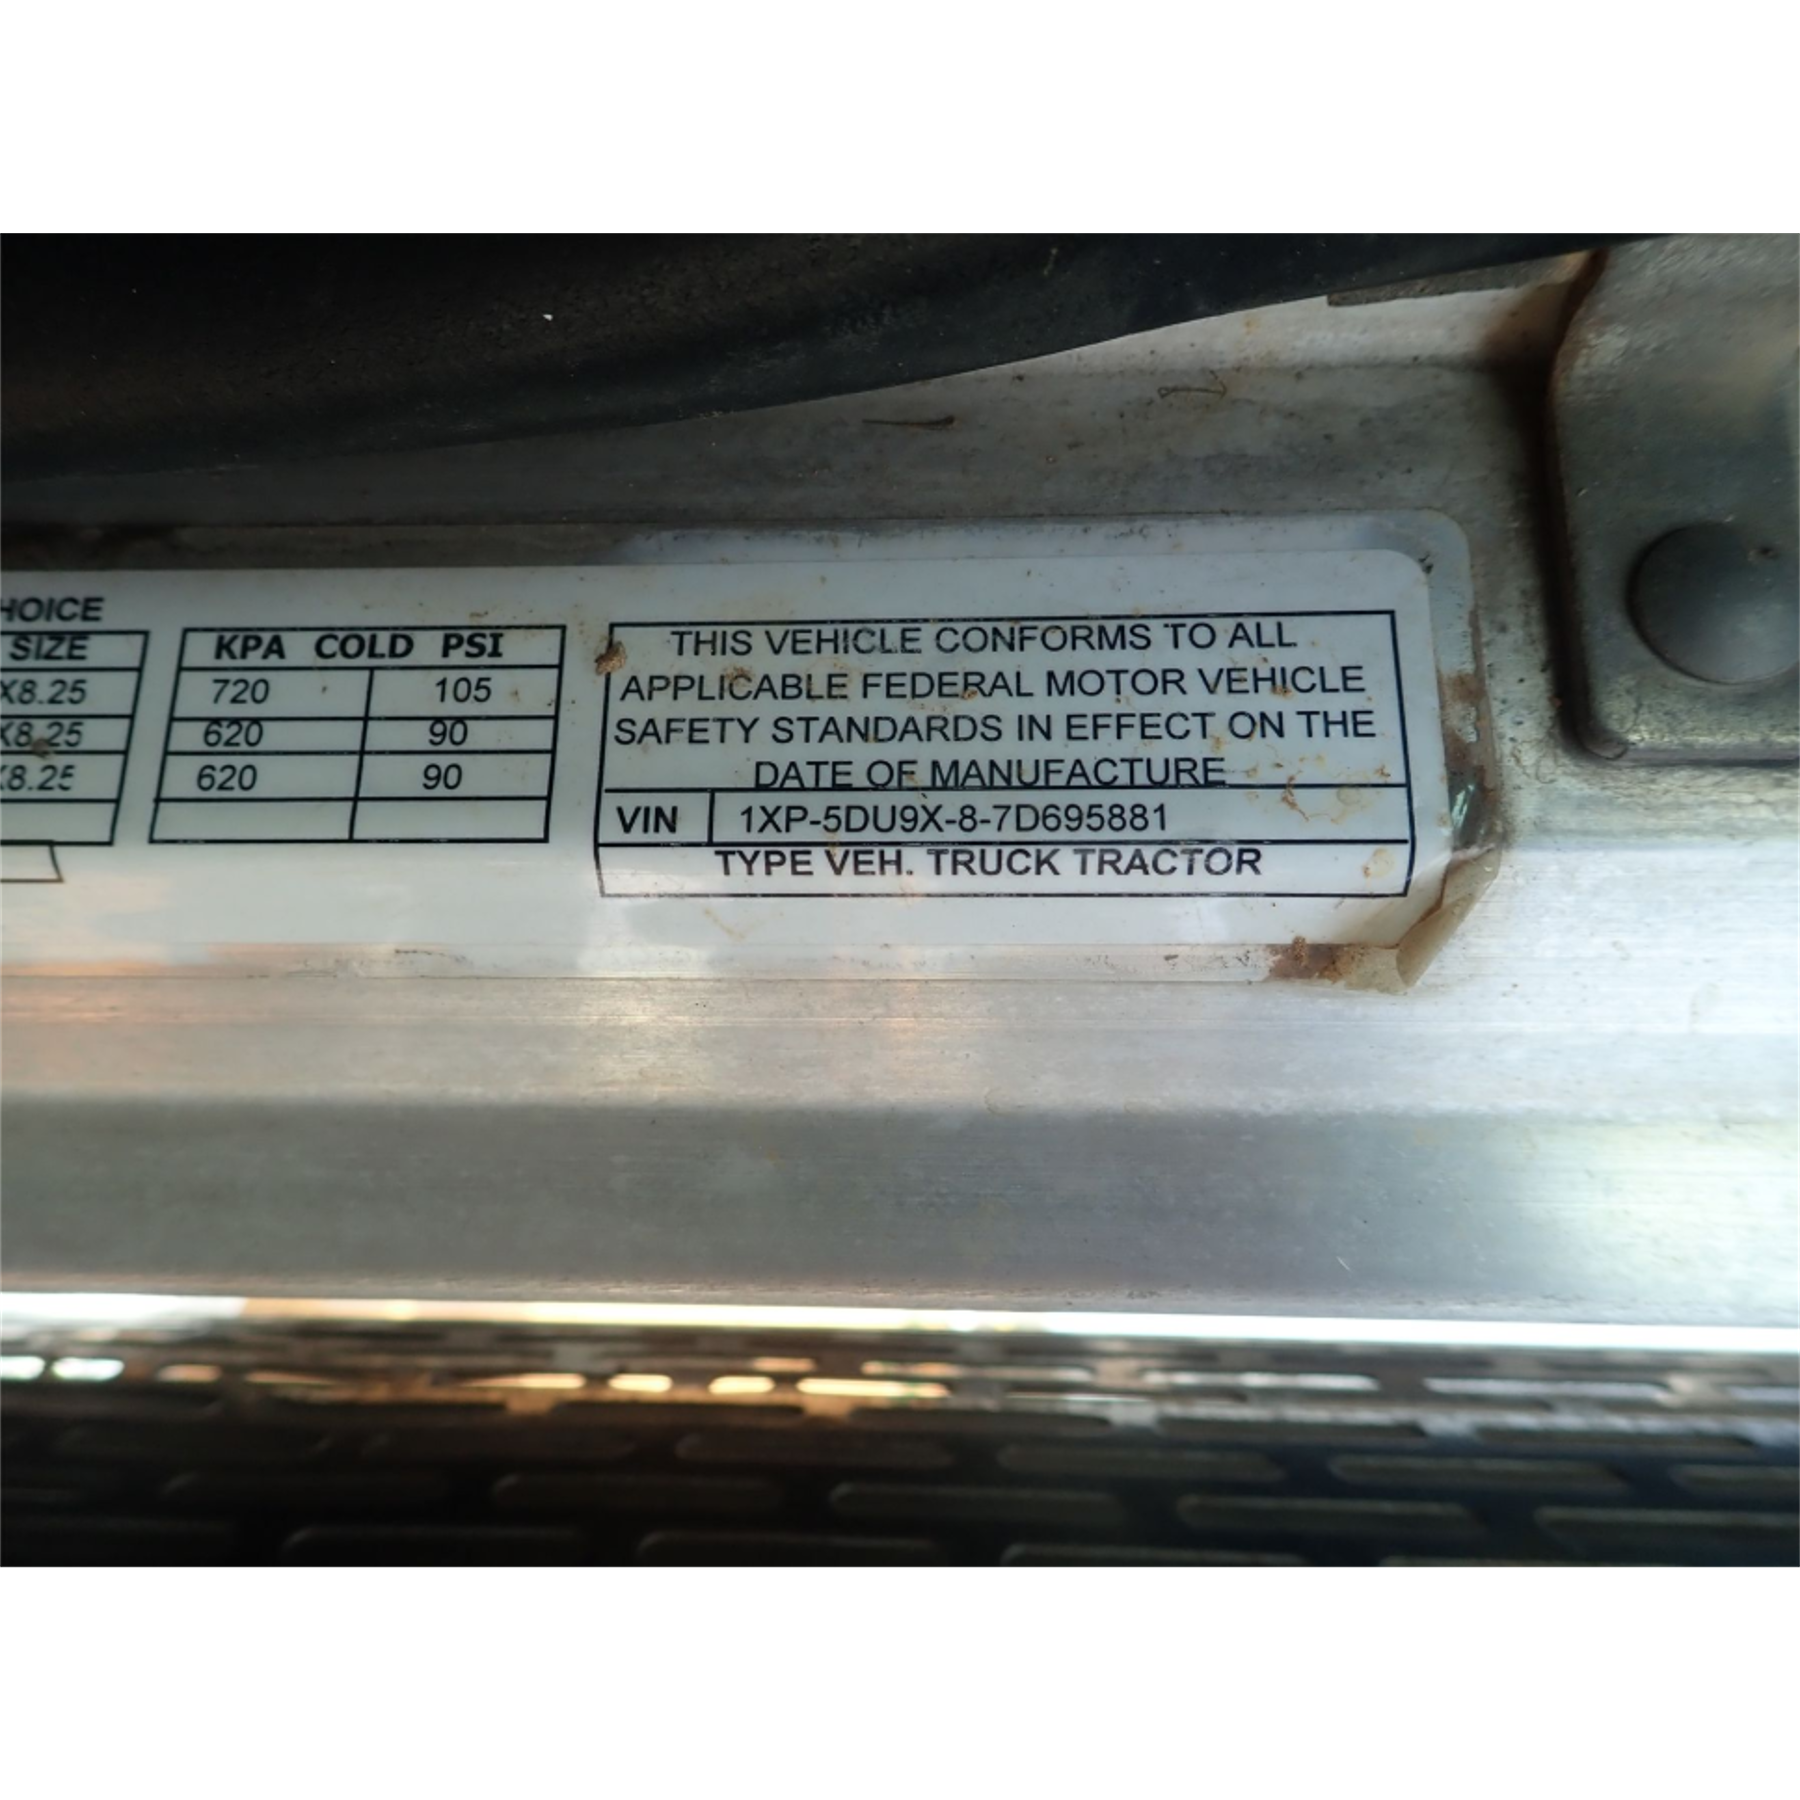 HOICE
SIZE
X8.25
X8.25
X8.25
KPA COLD PSI
720 105
620 90
620 90
THIS VEHICLE CONFORMS TO ALL
APPLICABLE FEDERAL MOTOR VEHICLE
SAFETY STANDARDS IN EFFECT ON THE
DATE OF MANUFACTURE
VIN 1XP-5DU9X-8-7D695881
TYPE VEH. TRUCK TRACTOR